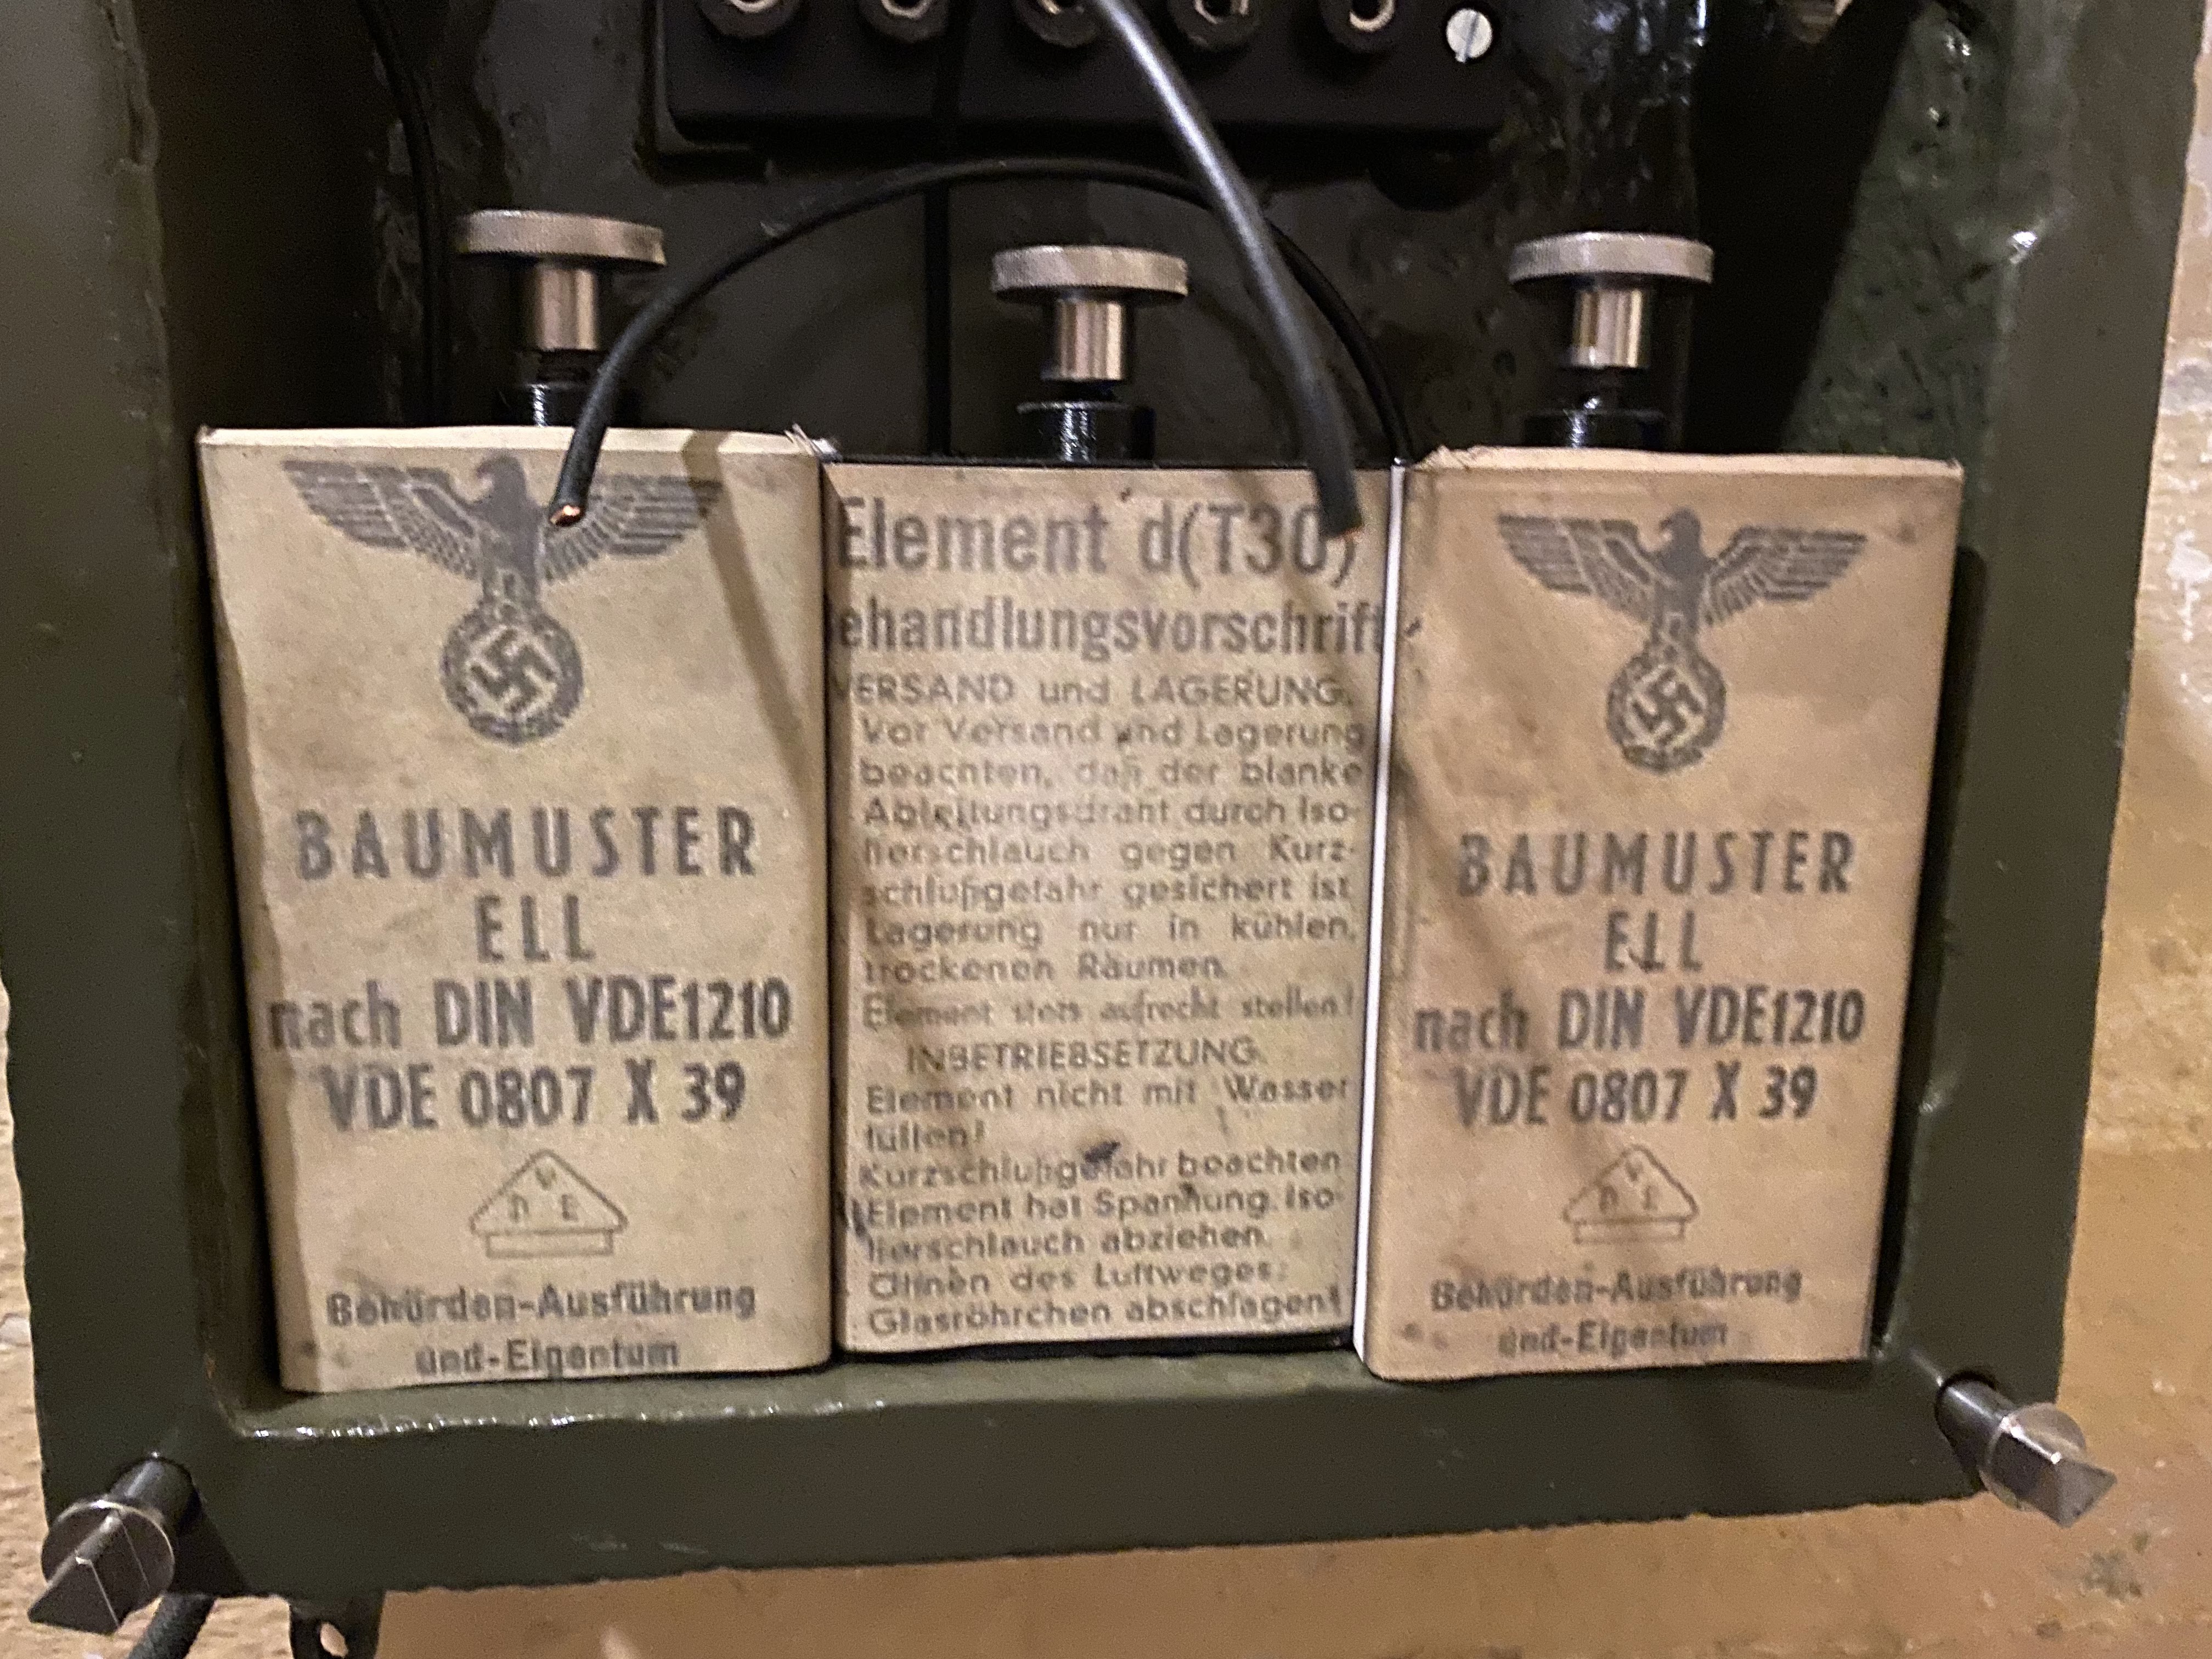 BAUMUSTER
ELL
nach DIN VDE1210
VDE 0807 X 39
V
D E
Behörden-Ausführung
und-Eigentum
Element d(T30)
ehandlungsvorschrift
VERSAND und LAGERUNG.
Vor Versand und Lagerung
beachten, daß der blanke
Ableitungsdraht durch Iso-
lierschlauch gegen Kurz-
schlußgefahr gesichert ist
Lagerung nur in kühlen,
trockenen Räumen.
Element stets aufrecht stellen!
INBETRIEBSETZUNG.
Element nicht mit Wasser
füllen!
Kurzschlußgefahr beachten
Element hat Spannung. Iso-
lierschlauch abziehen.
Öffnen des Luftweges:
Glasröhrchen abschlagen!
BAUMUSTER
ELL
nach DIN VDE1210
VDE 0807 X 39
V
D E
Behörden-Ausführung
und-Eigentum